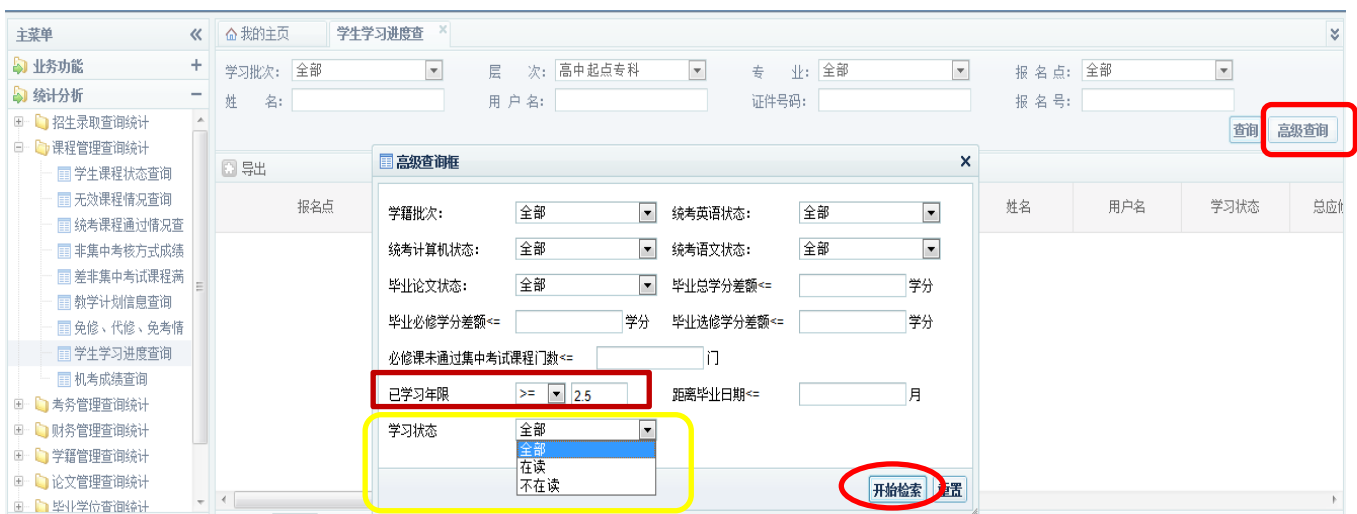 主菜单
我的主页
学生学习进度查
业务功能
统计分析
招生录取查询统计
课程管理查询统计
学生课程状态查询
无效课程情况查询
统考课程通过情况查
非集中考核方式成绩
差非集中考试课程满
教学计划信息查询
免修、代修、免考情
学生学习进度查询
机考成绩查询
考务管理查询统计
财务管理查询统计
学籍管理查询统计
论文管理查询统计
毕业学位查询统计
学习批次: 全部 层 次: 高中起点专科 专 业: 全部 报 名 点: 全部
姓 名: 用 户 名: 证件号码: 报 名 号:
查询 高级查询
导出
报名点 姓名 用户名 学习状态 总应修
高级查询框
学籍批次: 全部 统考英语状态: 全部
统考计算机状态: 全部 统考语文状态: 全部
毕业论文状态: 全部 毕业总学分差额<= 学分
毕业必修学分差额<= 学分 毕业选修学分差额<= 学分
必修课未通过集中考试课程门数<= 门
已学习年限 >= 2.5 距离毕业日期<= 月
学习状态 全部
全部
在读
不在读
开始检索 重置